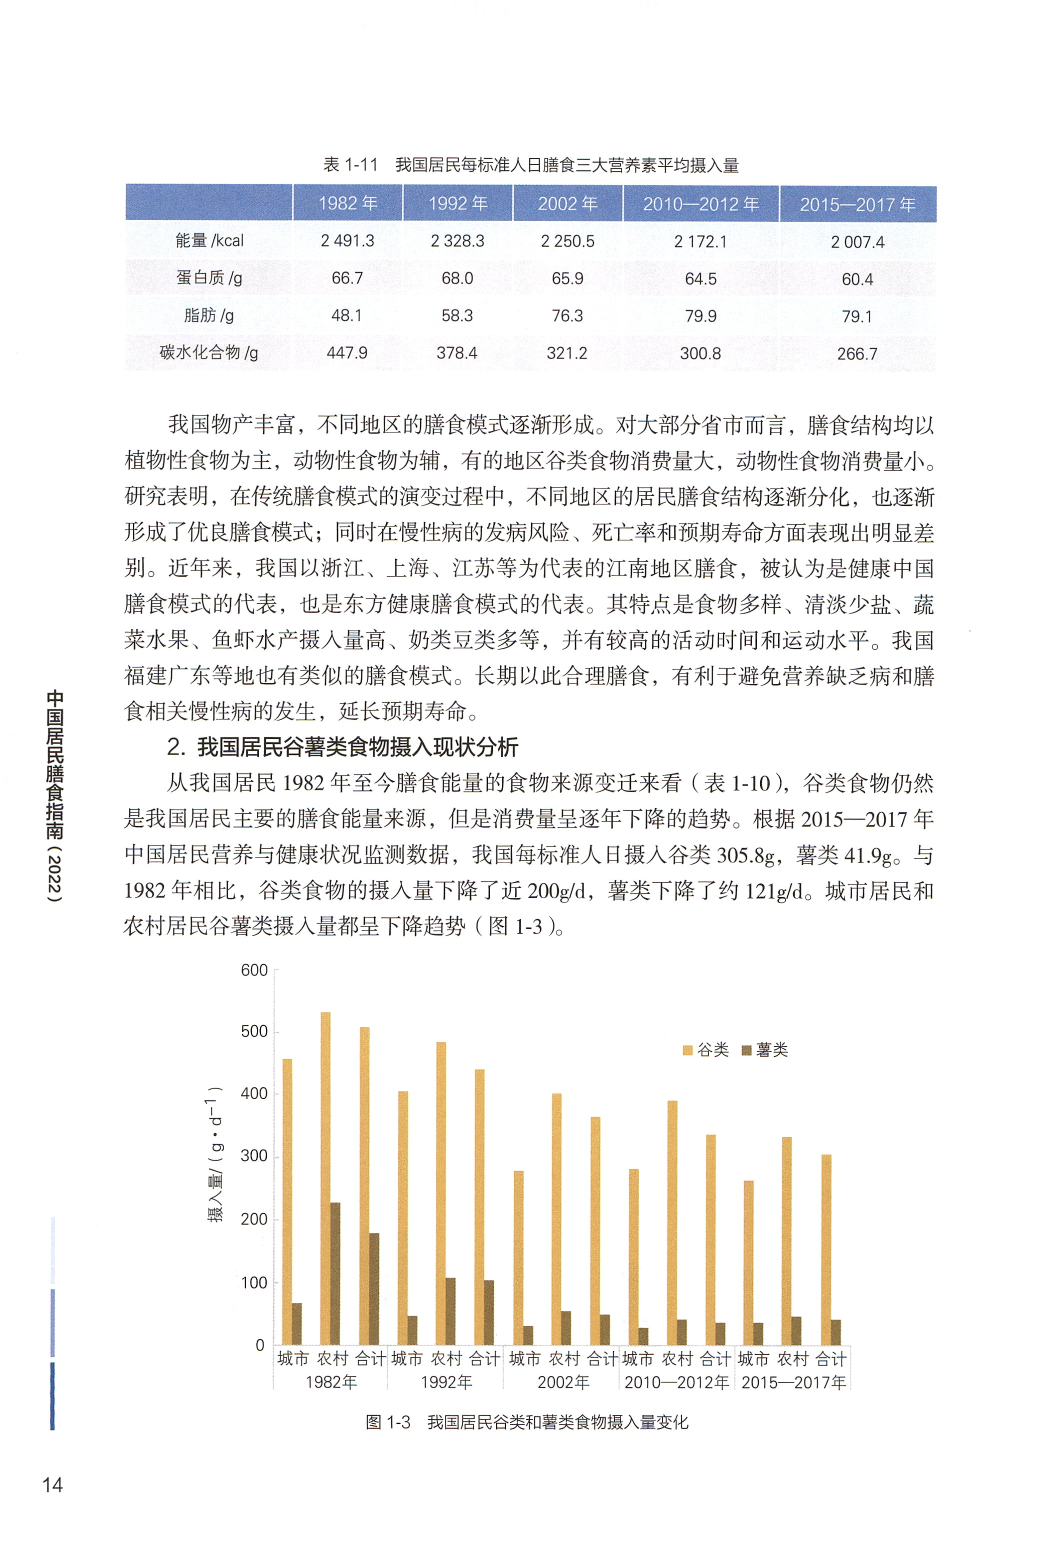 表 1-11 我国居民每标准人日膳食三大营养素平均摄入量
1982 年 1992 年 2002 年 2010—2012 年 2015—2017 年
能量 /kcal 2 491.3 2 328.3 2 250.5 2 172.1 2 007.4
蛋白质 /g 66.7 68.0 65.9 64.5 60.4
脂肪 /g 48.1 58.3 76.3 79.9 79.1
碳水化合物 /g 447.9 378.4 321.2 300.8 266.7
我国物产丰富，不同地区的膳食模式逐渐形成。对大部分省市而言，膳食结构均以
植物性食物为主，动物性食物为辅，有的地区谷类食物消费量大，动物性食物消费量小。
研究表明，在传统膳食模式的演变过程中，不同地区的居民膳食结构逐渐分化，也逐渐
形成了优良膳食模式；同时在慢性病的发病风险、死亡率和预期寿命方面表现出明显差
别。近年来，我国以浙江、上海、江苏等为代表的江南地区膳食，被认为是健康中国
膳食模式的代表，也是东方健康膳食模式的代表。其特点是食物多样、清淡少盐、蔬
菜水果、鱼虾水产摄入量高、奶类豆类多等，并有较高的活动时间和运动水平。我国
福建广东等地也有类似的膳食模式。长期以此合理膳食，有利于避免营养缺乏病和膳
食相关慢性病的发生，延长预期寿命。
2. 我国居民谷薯类食物摄入现状分析
从我国居民 1982 年至今膳食能量的食物来源变迁来看（表 1-10），谷类食物仍然
是我国居民主要的膳食能量来源，但是消费量呈逐年下降的趋势。根据 2015—2017 年
中国居民营养与健康状况监测数据，我国每标准人日摄入谷类 305.8g，薯类 41.9g。与
1982 年相比，谷类食物的摄入量下降了近 200g/d，薯类下降了约 121g/d。城市居民和
农村居民谷薯类摄入量都呈下降趋势（图 1-3）。
中国居民膳食指南（2022）
摄入量/(g·d⁻¹)
600
500
400
300
200
100
0
谷类 薯类
城市 农村 合计 城市 农村 合计 城市 农村 合计 城市 农村 合计 城市 农村 合计
1982年 1992年 2002年 2010—2012年 2015—2017年
图 1-3 我国居民谷类和薯类食物摄入量变化
14